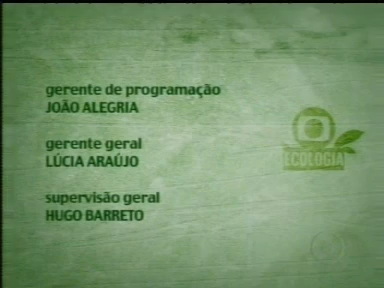 gerente de programação
JOÃO ALEGRIA
gerente geral
LÚCIA ARAÚJO
supervisão geral
HUGO BARRETO
ECOLOGIA